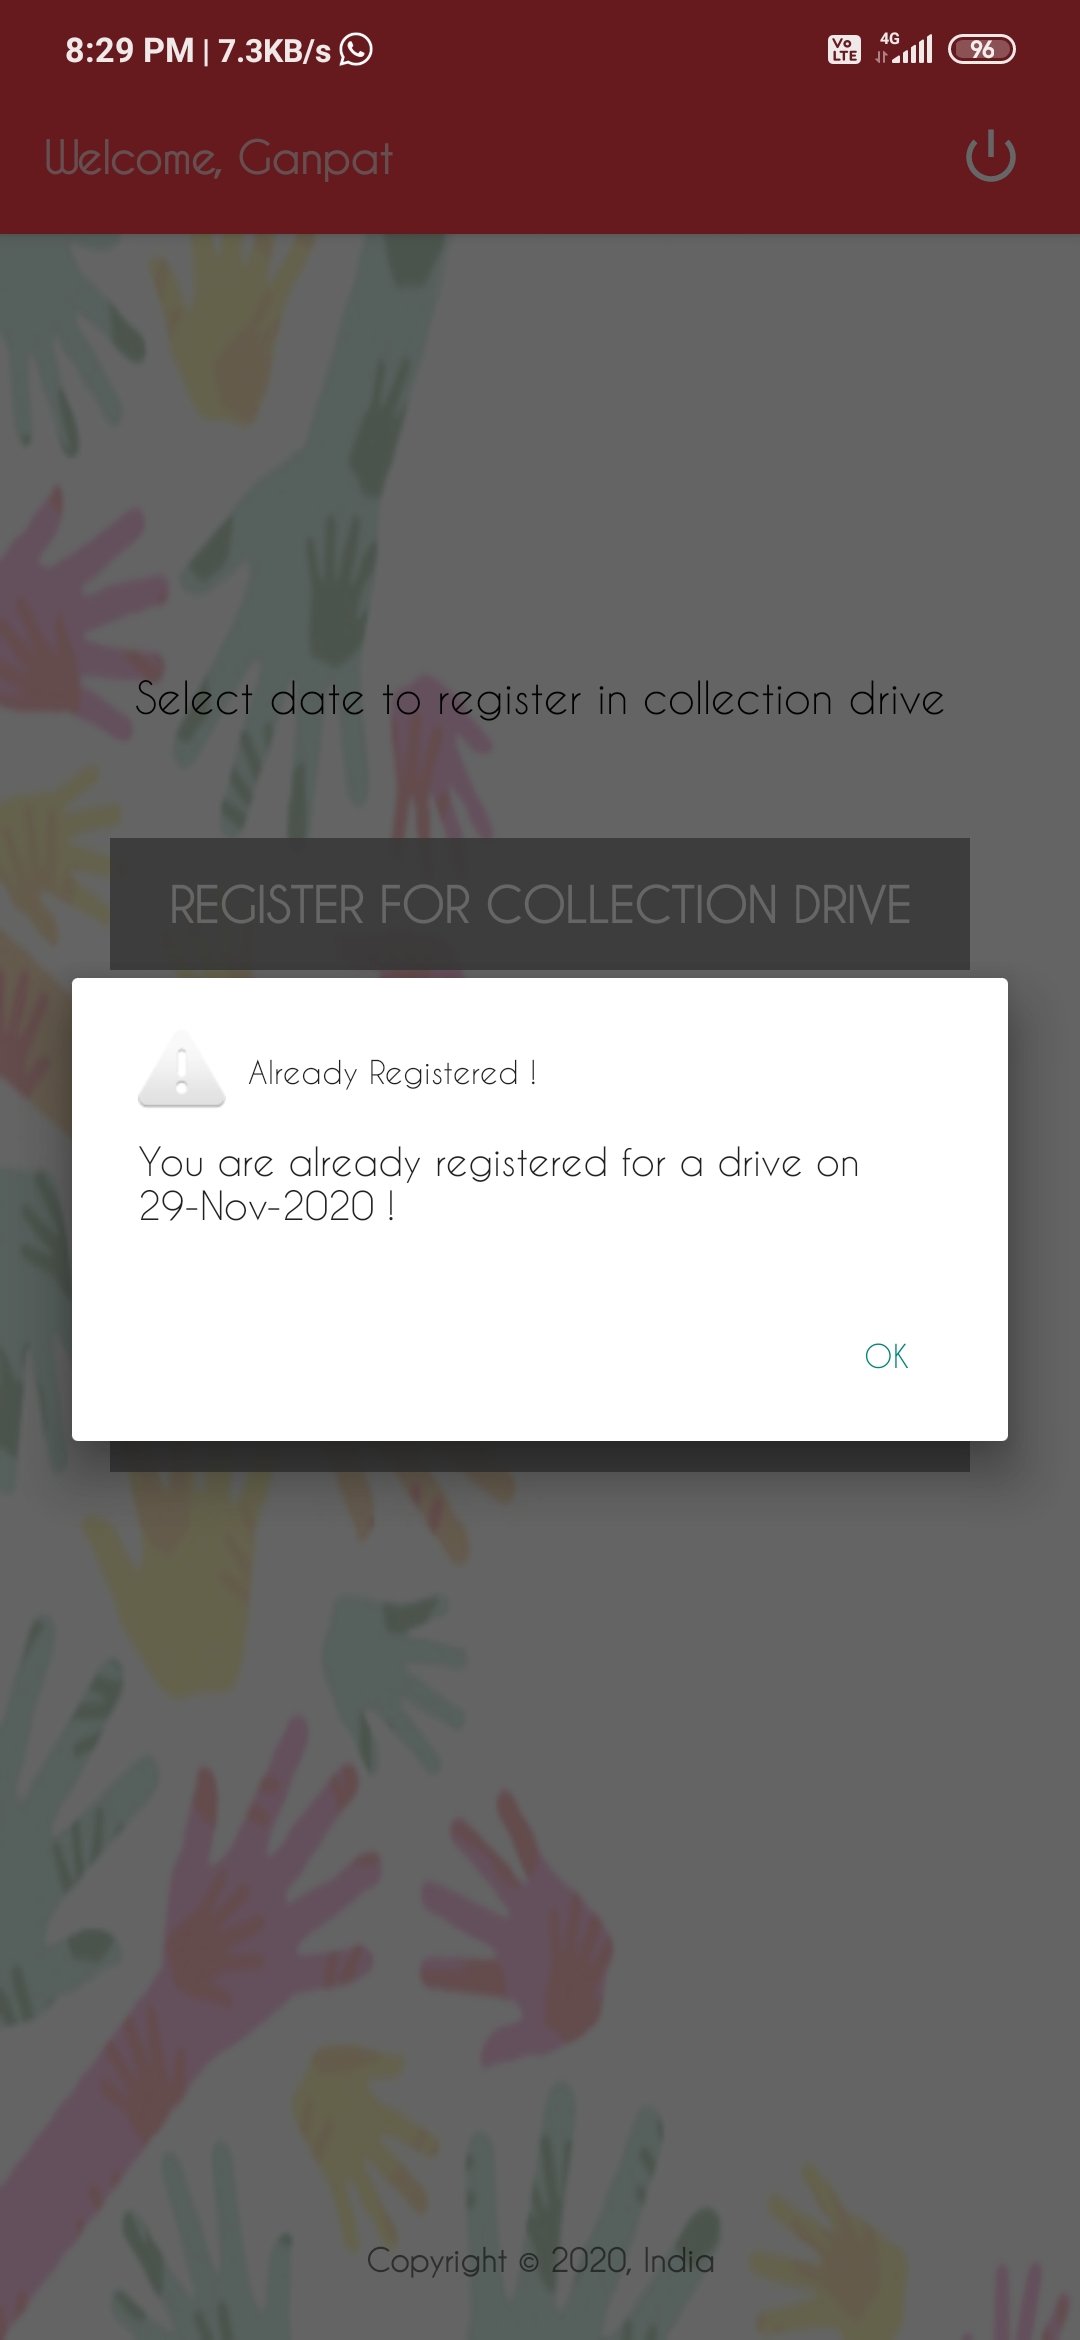 8:29 PM | 7.3KB/s
Vo LTE 4G 96
Welcome, Ganpat
Select date to register in collection drive
REGISTER FOR COLLECTION DRIVE
Already Registered !
You are already registered for a drive on
29-Nov-2020 !
OK
Copyright © 2020, India